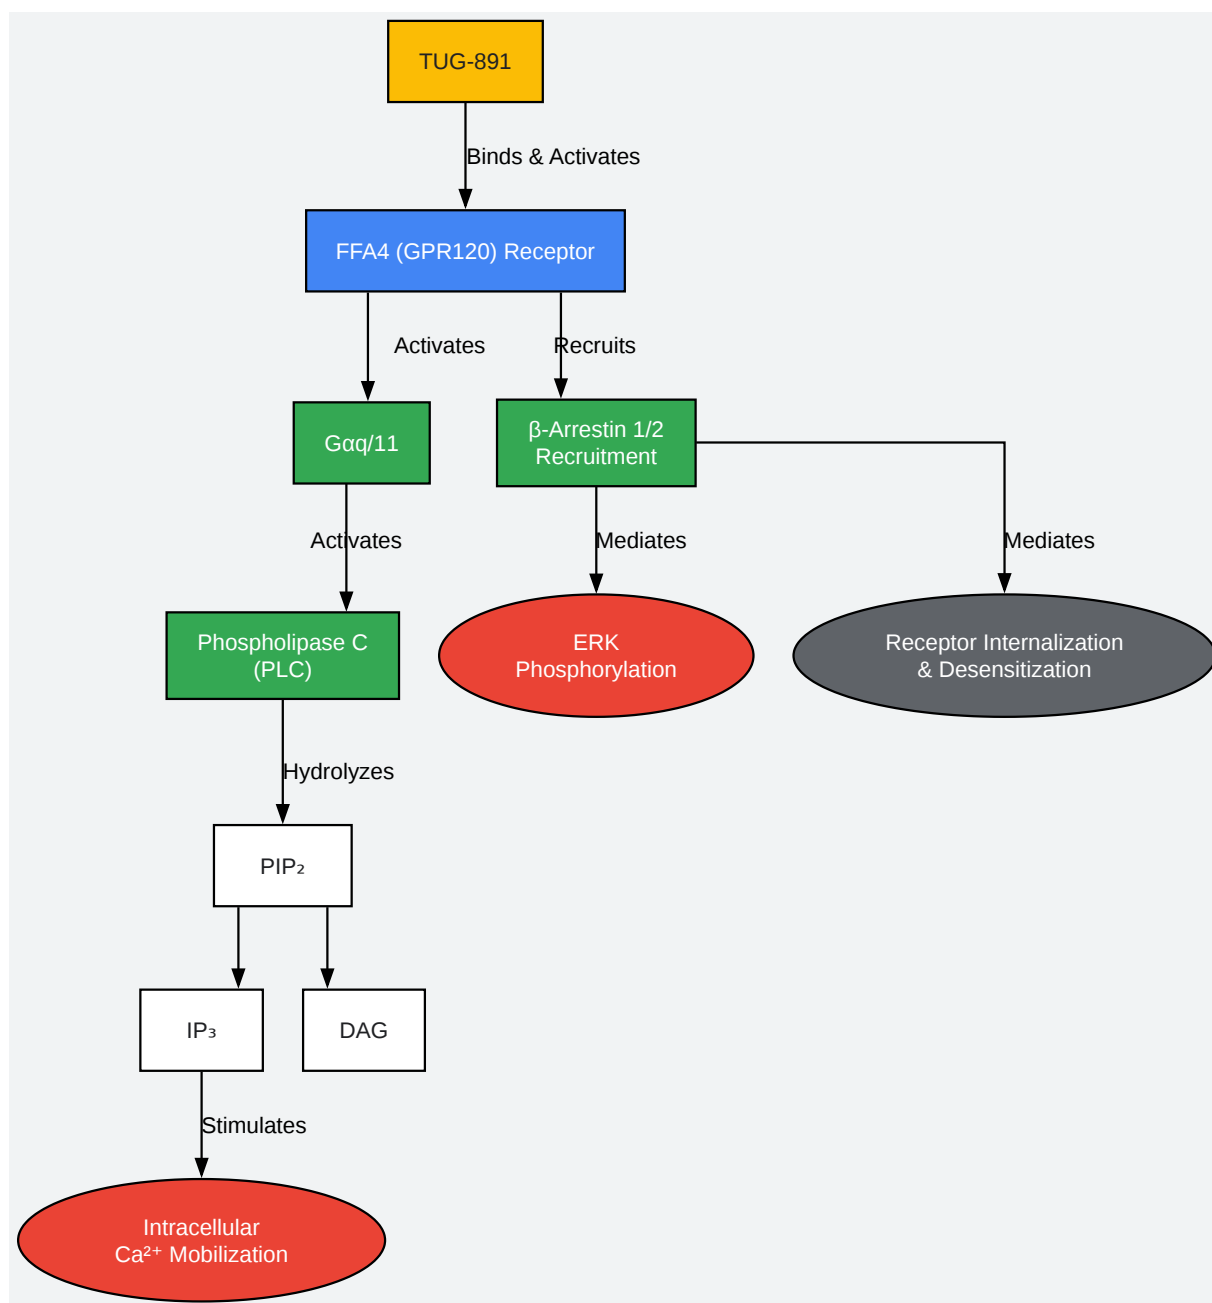 TUG-891
Binds & Activates
FFA4 (GPR120) Receptor
Activates
Recruits
Gαq/11
β-Arrestin 1/2
Recruitment
Activates
Mediates
Mediates
Phospholipase C
(PLC)
ERK
Phosphorylation
Receptor Internalization
& Desensitization
Hydrolyzes
PIP₂
IP₃
DAG
Stimulates
Intracellular
Ca²⁺ Mobilization